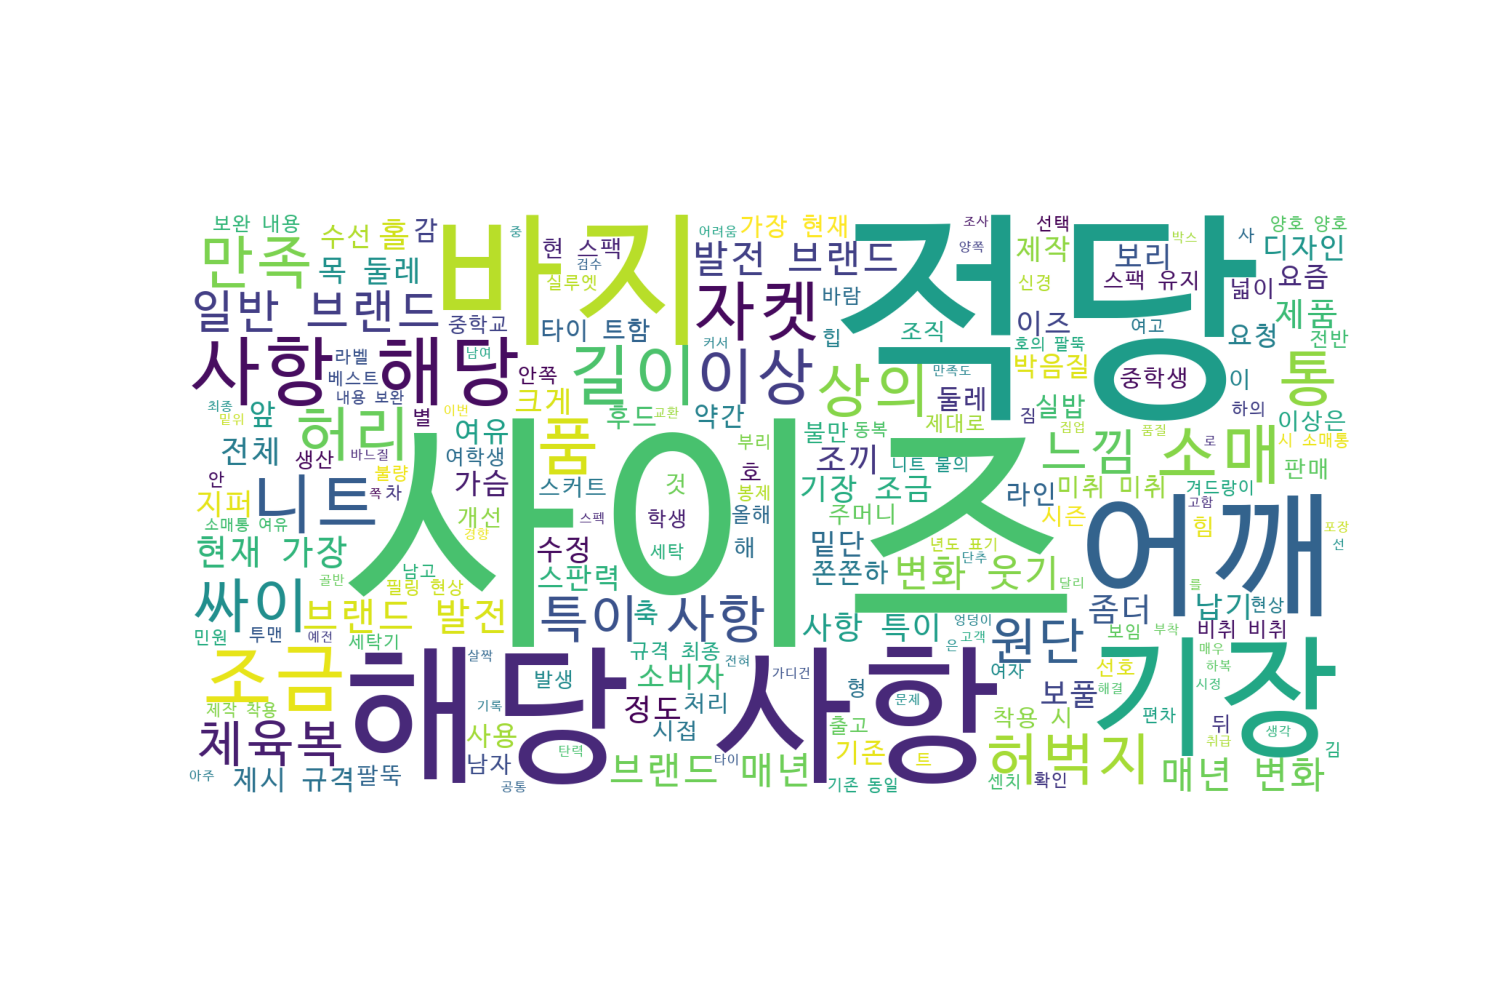 보완 내용
수선
홀
감
만족
목 둘레
일반 브랜드
중학교
바지
중
현 스팩
검수
실루엣
타이 트함
어려움
가장 현재
발전 브랜드
자켓
바람
적당
조사
양쪽
선택
제작
신경
보리
스팩 유지
사
박스
양호 양호
디자인
넓이
요즘
제품
요청
전반
이즈
여고
호의 팔뚝
박음질
중학생
이
통
조직
힙
커서
만족도
사항 해당
라벨
베스트
내용 보완
남여
안쪽
길이
이상
상의
둘레
짐
실밥
하의
이상은
최종
밑위
앞
허리
별
이번
크게
후드
교환
약간
제대로
전체
생산
바느질
여유
여학생
품
부리
불만
동복
조끼
니트 물의
느낌
짐업
품질
소매
로
시 소매통
판매
안
지퍼
불량
쪽
차
니트
가슴
스커트
것
호
봉제
기장 조금
라인
미취 미취
겨드랑이
고함
소매통 여유
개선
검향
스펙
학생
올해
주머니
시즌
힘
포장
선
현재 가장
사이즈
수정
세탁
해
밑단
년도 표기
단추
어깨
남고
골반
필링 현상
스판력
쫀쫀하
변화 웃기
달리
를
싸이
브랜드 발전
특이
축
사항
사항 특이
엉덩이
고객
은
좀더
납기
현상
비취 비취
민원
투맨
예전
세탁기
규격 최종
전혀
원단
보임
부착
매우
조금
살짝
발생
소비자
가디건
여자
선호
해결
기장
하복
시정
제작 착용
기록
해당
사항
정도
처리
형
문제
보풀
편차
뒤
생각
체육복
사용
탄력
시접
출고
착용 시
취급
김
남자
타이
기존
트
허벅지
아주
제시 규격
팔뚝
공통
브랜드
매년
기존 동일
센치
확인
매년 변화